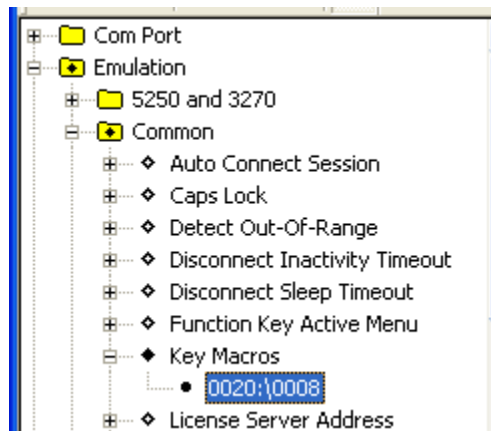 Com Port
Emulation
5250 and 3270
Common
Auto Connect Session
Caps Lock
Detect Out-Of-Range
Disconnect Inactivity Timeout
Disconnect Sleep Timeout
Function Key Active Menu
Key Macros
0020:\0008
License Server Address